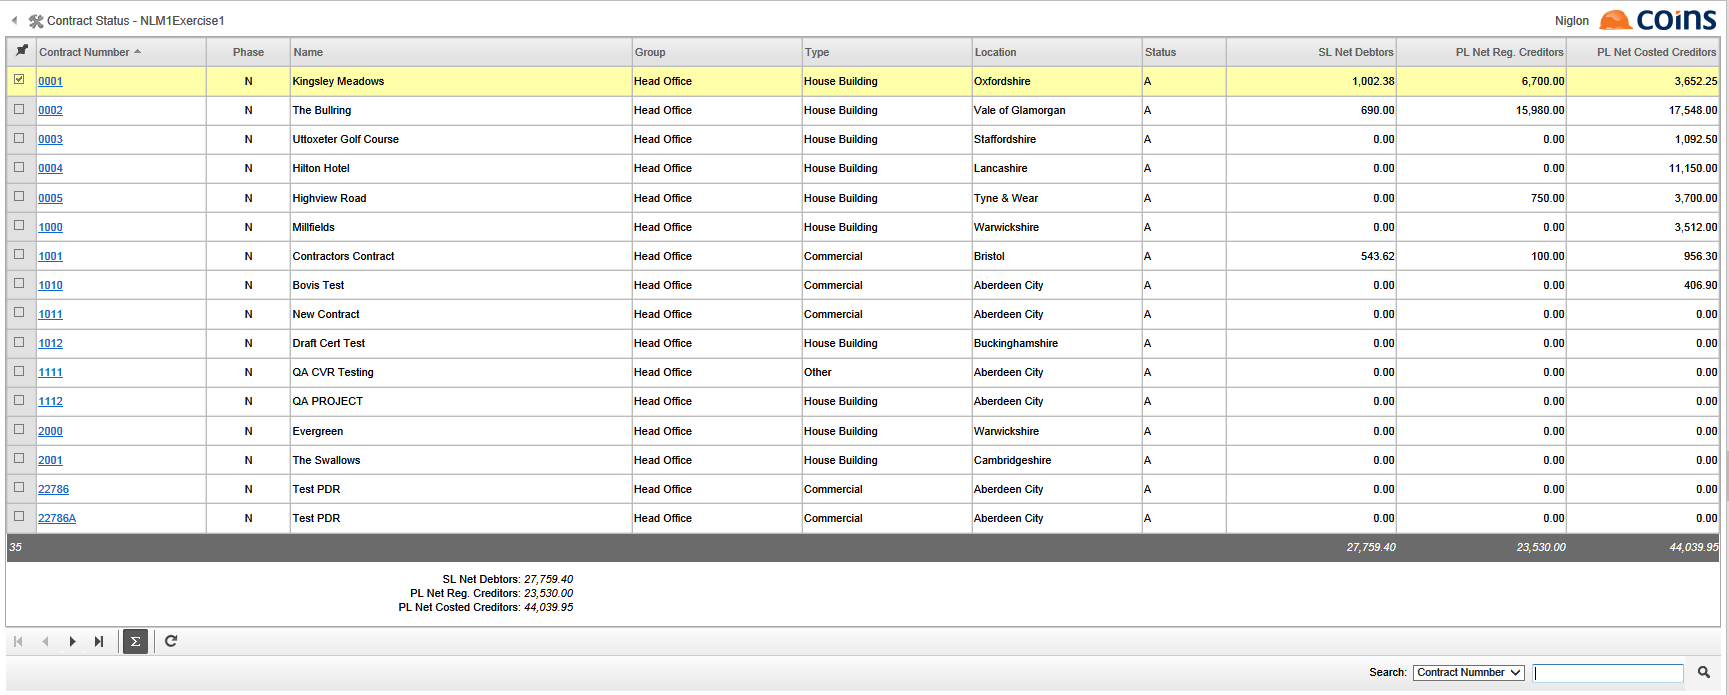 Contract Status - NLM1Exercise1 Niglon coins
Contract Numnber Phase Name Group Type Location Status SL Net Debtors PL Net Reg. Creditors PL Net Costed Creditors
0001 N Kingsley Meadows Head Office House Building Oxfordshire A 1,002.38 6,700.00 3,652.25
0002 N The Bullring Head Office House Building Vale of Glamorgan A 690.00 15,980.00 17,548.00
0003 N Uttoxeter Golf Course Head Office House Building Staffordshire A 0.00 0.00 1,092.50
0004 N Hilton Hotel Head Office House Building Lancashire A 0.00 0.00 11,150.00
0005 N Highview Road Head Office House Building Tyne & Wear A 0.00 750.00 3,700.00
1000 N Millfields Head Office House Building Warwickshire A 0.00 0.00 3,512.00
1001 N Contractors Contract Head Office Commercial Bristol A 543.62 100.00 956.30
1010 N Bovis Test Head Office Commercial Aberdeen City A 0.00 0.00 406.90
1011 N New Contract Head Office Commercial Aberdeen City A 0.00 0.00 0.00
1012 N Draft Cert Test Head Office House Building Buckinghamshire A 0.00 0.00 0.00
1111 N QA CVR Testing Head Office Other Aberdeen City A 0.00 0.00 0.00
1112 N QA PROJECT Head Office House Building Aberdeen City A 0.00 0.00 0.00
2000 N Evergreen Head Office House Building Warwickshire A 0.00 0.00 0.00
2001 N The Swallows Head Office House Building Cambridgeshire A 0.00 0.00 0.00
22786 N Test PDR Head Office Commercial Aberdeen City A 0.00 0.00 0.00
22786A N Test PDR Head Office Commercial Aberdeen City A 0.00 0.00 0.00
35 27,759.40 23,530.00 44,039.95
SL Net Debtors: 27,759.40
PL Net Reg. Creditors: 23,530.00
PL Net Costed Creditors: 44,039.95
Σ
Search: Contract Numnber